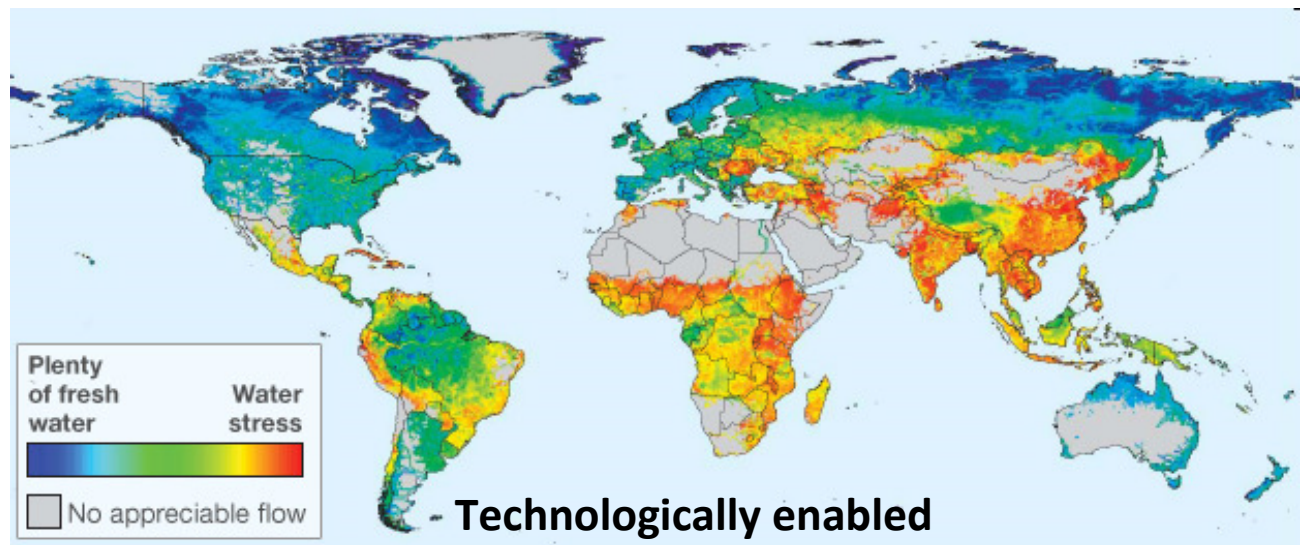 Plenty
of fresh Water
water stress
No appreciable flow
Technologically enabled